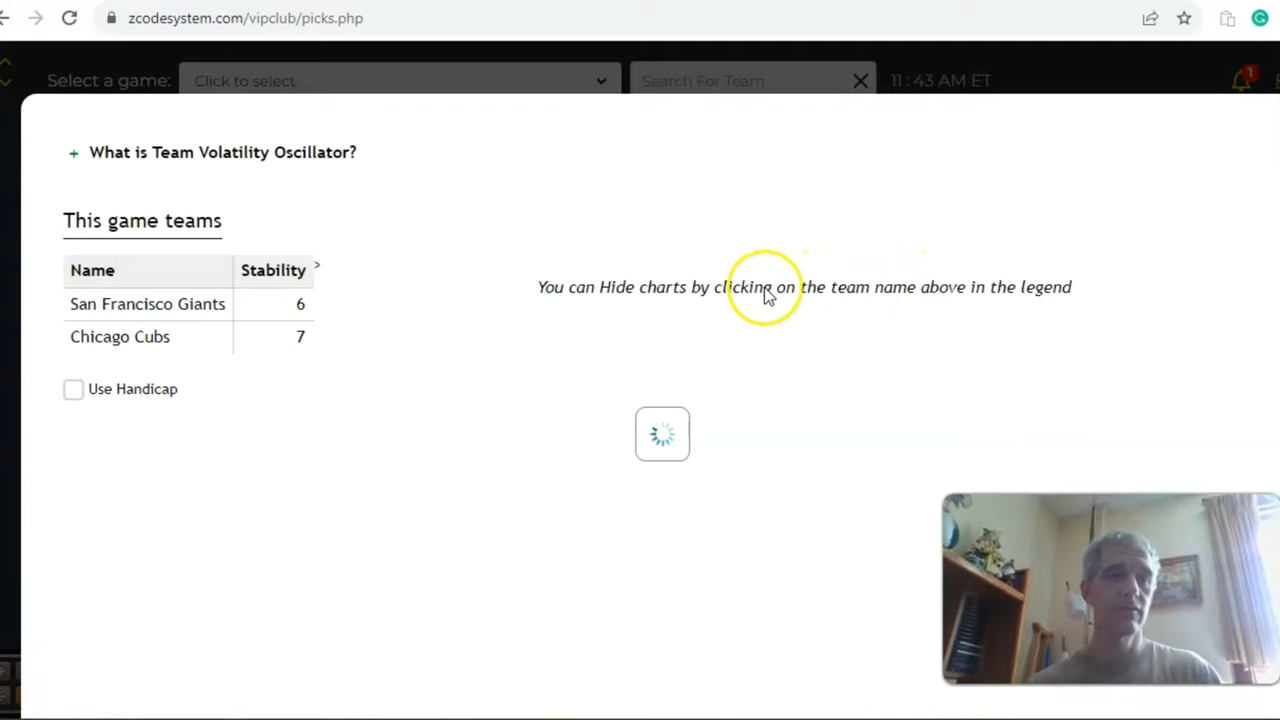 zcodesystem.com/vipclub/picks.php
Select a game: Click to select Search For Team 11:43 AM ET 1
+ What is Team Volatility Oscillator?
This game teams
Name Stability >
San Francisco Giants 6
Chicago Cubs 7
Use Handicap
You can Hide charts by clicking on the team name above in the legend